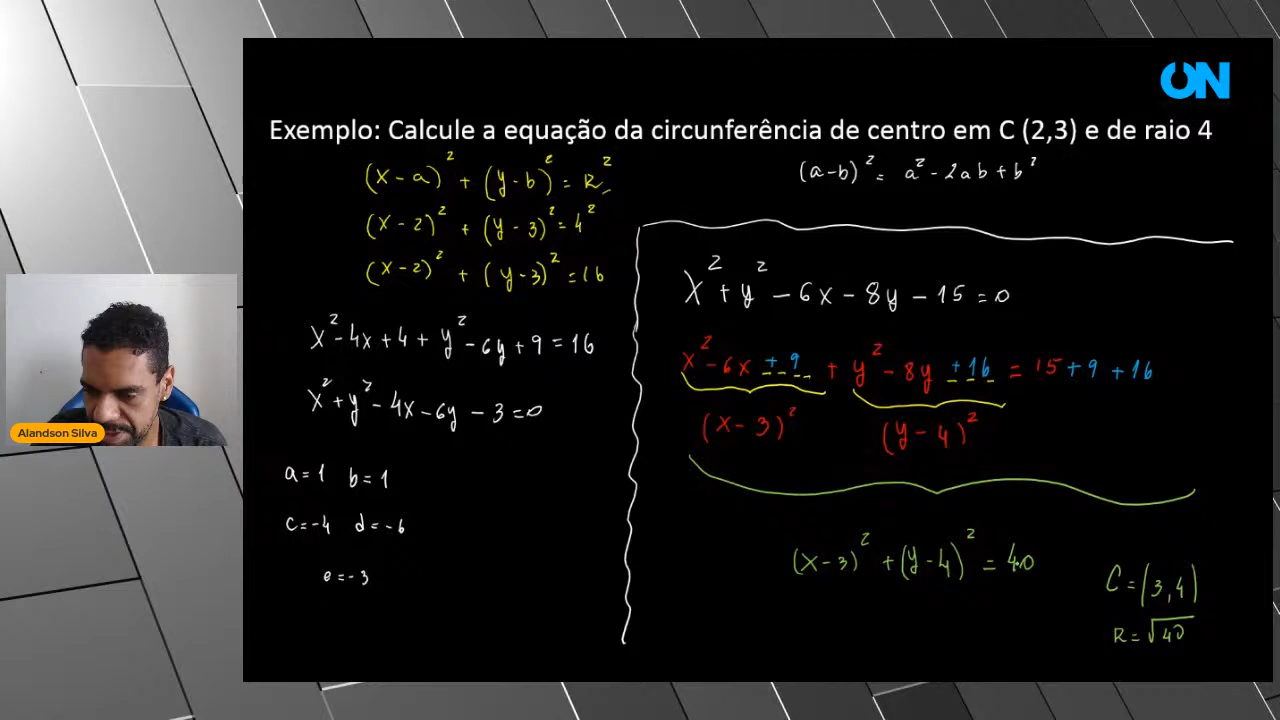 ON
Exemplo: Calcule a equação da circunferência de centro em C (2,3) e de raio 4
(x-a)² + (y-b)² = R²
(x-2)² + (y-3)² = 4²
(x-2)² + (y-3)² = 16
x² - 4x + 4 + y² - 6y + 9 = 16
x² + y² - 4x - 6y - 3 = 0
a = 1 b = 1
c = -4 d = -6
e = -3
(a-b)² = a² - 2ab + b²
x² + y² - 6x - 8y - 15 = 0
x² - 6x + 9 + y² - 8y + 16 = 15 + 9 + 16
(x-3)² (y-4)²
(x-3)² + (y-4)² = 40
C = (3,4)
R = √40
Alandson Silva